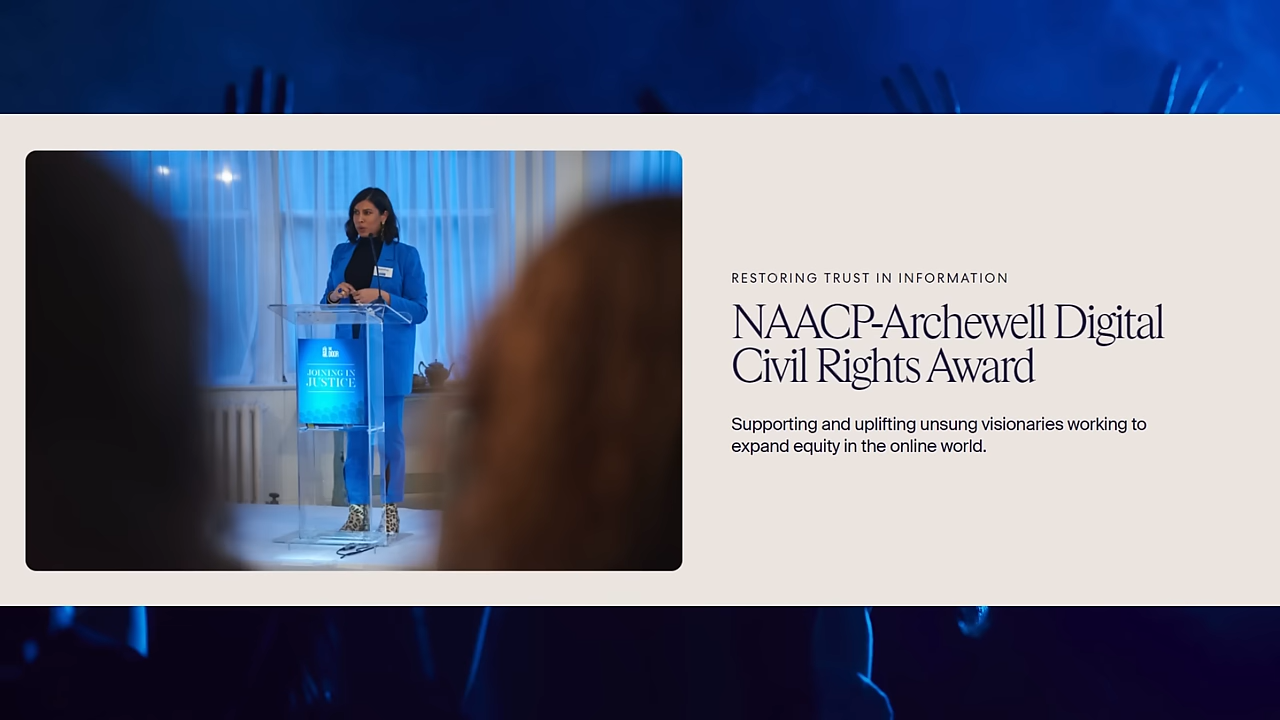 JOINING IN
JUSTICE
RESTORING TRUST IN INFORMATION
NAACP-Archewell Digital
Civil Rights Award
Supporting and uplifting unsung visionaries working to
expand equity in the online world.